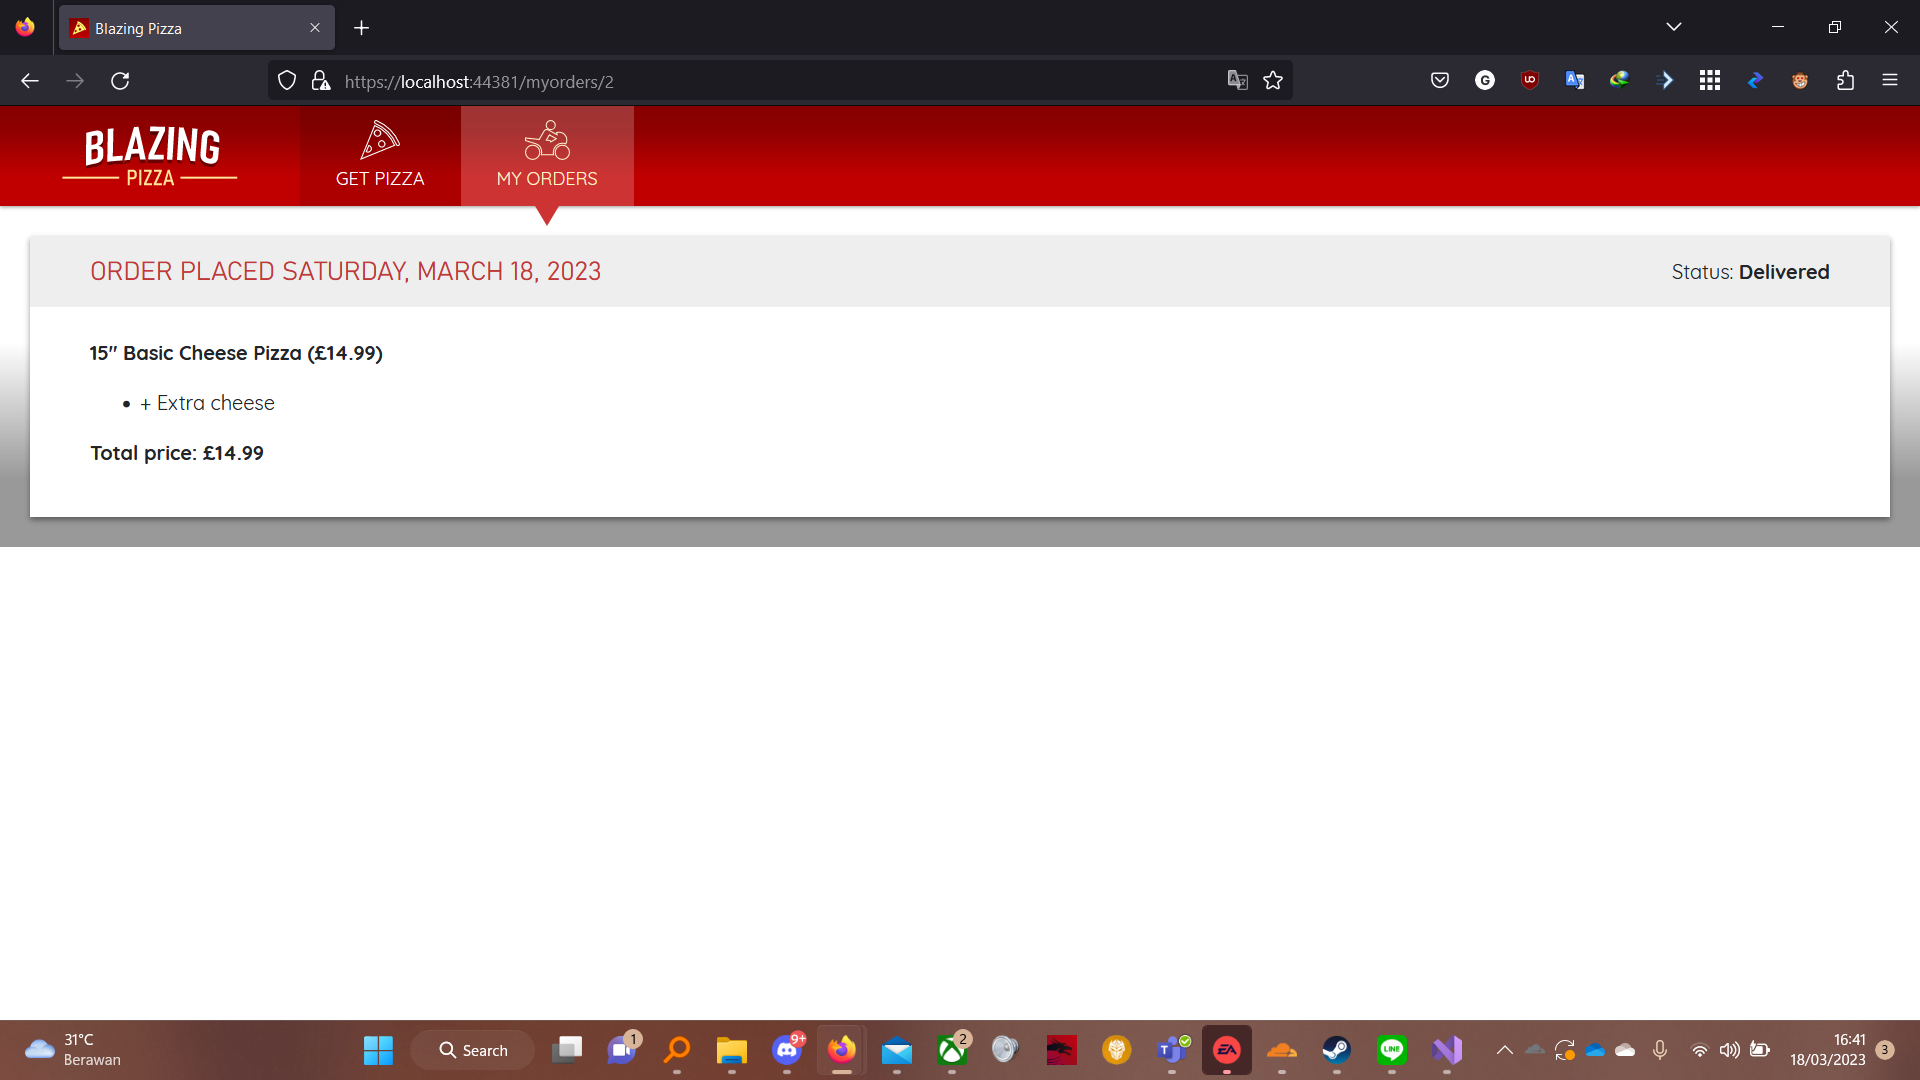 Blazing Pizza
https://localhost:44381/myorders/2
BLAZING
PIZZA
GET PIZZA
MY ORDERS
ORDER PLACED SATURDAY, MARCH 18, 2023
Status: Delivered
15" Basic Cheese Pizza (£14.99)
+ Extra cheese
Total price: £14.99
31°C
Berawan
Search
1
9+
2
T
EA
LINE
16:41
18/03/2023
3